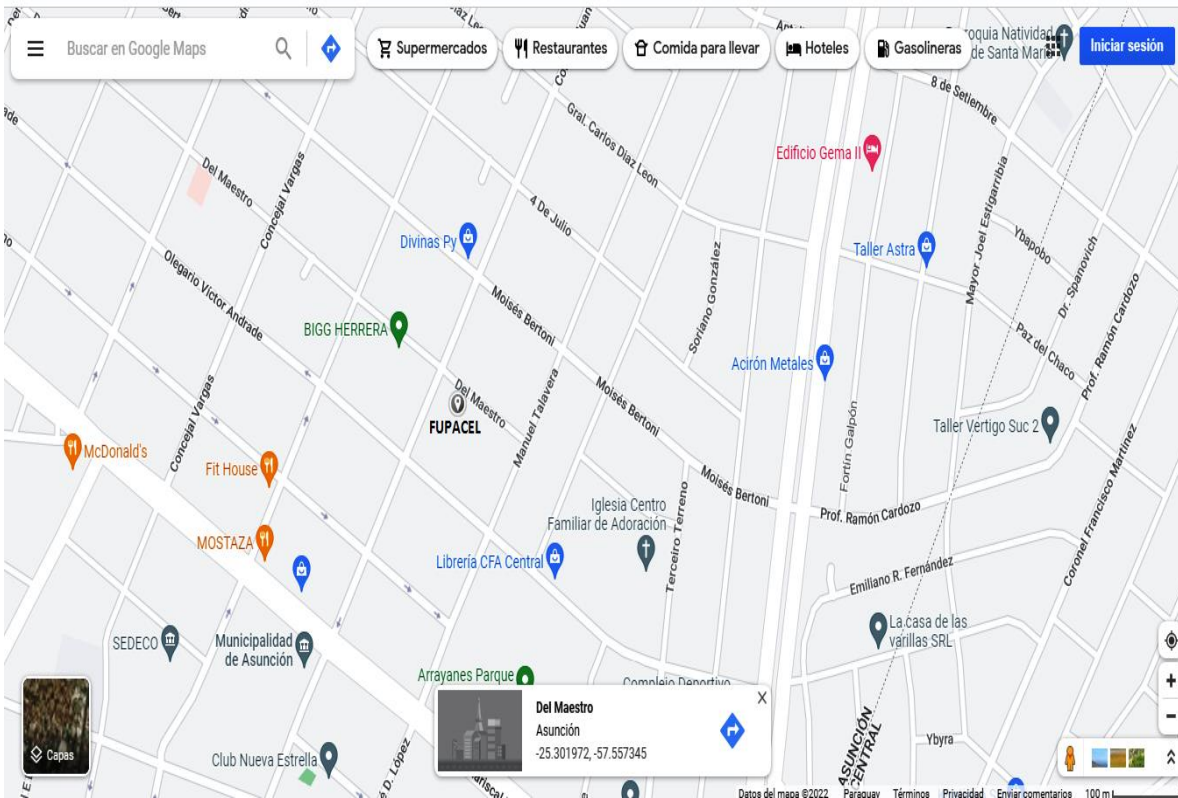 Buscar en Google Maps
Supermercados
Restaurantes
Comida para llevar
Hoteles
Gasolineras
Iniciar sesión
Parroquia Natividad
de Santa María
8 de Setiembre
Gral. Carlos Diaz Leon
Edificio Gema II
Del Maestro
Concejal Vargas
4 De Julio
Mayor Joel Estigarribia
Ybapobo
Dr. Spanovich
Divinas Py
Soriano González
Taller Astra
Olegario Víctor Andrade
Moisés Bertoni
Prof. Ramón Cardozo
BIGG HERRERA
Paz del Chaco
Acirón Metales
Del Maestro
Manuel Talavera
Moisés Bertoni
Concejal Vargas
FUPACEL
Fortín Galpón
Taller Vertigo Suc 2
McDonald's
Fit House
Moisés Bertoni
Iglesia Centro
Familiar de Adoración
Prof. Ramón Cardozo
Coronel Francisco Martinez
MOSTAZA
Librería CFA Central
Terceiro Terreno
Emiliano R. Fernández
SEDECO
Municipalidad
de Asunción
La casa de las
varillas SRL
Arrayanes Parque
Complejo Deportivo
Del Maestro
Asunción
-25.301972, -57.557345
Capas
Club Nueva Estrella
É D. López
ASUNCIÓN
CENTRAL
Ybyra
Datos del mapa ©2022 Paraguay Términos Privacidad Enviar comentarios 100 m